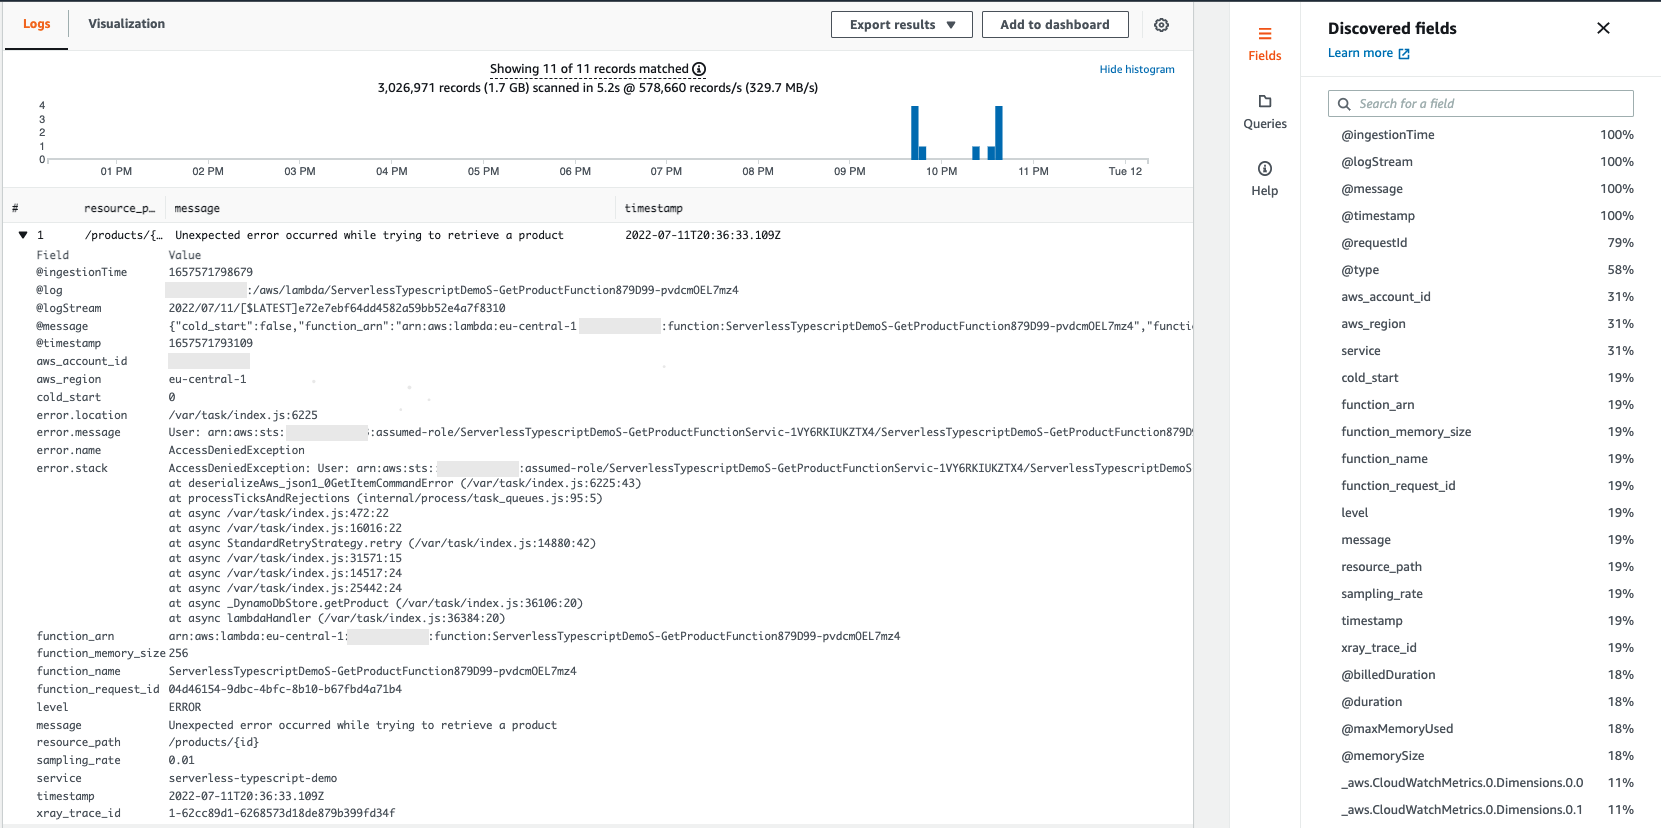 Logs
Visualization
Export results
Add to dashboard
Showing 11 of 11 records matched
Hide histogram
3,026,971 records (1.7 GB) scanned in 5.2s @ 578,660 records/s (329.7 MB/s)
4
3
2
1
0
01 PM 02 PM 03 PM 04 PM 05 PM 06 PM 07 PM 08 PM 09 PM 10 PM 11 PM Tue 12
# resource_p… message timestamp
1 /products/{… Unexpected error occurred while trying to retrieve a product 2022-07-11T20:36:33.109Z
Field Value
@ingestionTime 1657571798679
@log :/aws/lambda/ServerlessTypescriptDemoS-GetProductFunction879D99-pvdcmOEL7mz4
@logStream 2022/07/11/[$LATEST]e72e7ebf64dd4582a59bb52e4a7f8310
@message {"cold_start":false,"function_arn":"arn:aws:lambda:eu-central-1 :function:ServerlessTypescriptDemoS-GetProductFunction879D99-pvdcmOEL7mz4","functi
@timestamp 1657571793109
aws_account_id
aws_region eu-central-1
cold_start 0
error.location /var/task/index.js:6225
error.message User: arn:aws:sts: :assumed-role/ServerlessTypescriptDemoS-GetProductFunctionServic-1VY6RKIUKZTX4/ServerlessTypescriptDemoS-GetProductFunction879D
error.name AccessDeniedException
error.stack AccessDeniedException: User: arn:aws:sts: :assumed-role/ServerlessTypescriptDemoS-GetProductFunctionServic-1VY6RKIUKZTX4/ServerlessTypescriptDemoS
at deserializeAws_json1_0GetItemCommandError (/var/task/index.js:6225:43)
at processTicksAndRejections (internal/process/task_queues.js:95:5)
at async /var/task/index.js:472:22
at async /var/task/index.js:16016:22
at async StandardRetryStrategy.retry (/var/task/index.js:14880:42)
at async /var/task/index.js:31571:15
at async /var/task/index.js:14517:24
at async /var/task/index.js:25442:24
at async _DynamoDbStore.getProduct (/var/task/index.js:36106:20)
at async lambdaHandler (/var/task/index.js:36384:20)
function_arn arn:aws:lambda:eu-central-1: :function:ServerlessTypescriptDemoS-GetProductFunction879D99-pvdcmOEL7mz4
function_memory_size 256
function_name ServerlessTypescriptDemoS-GetProductFunction879D99-pvdcmOEL7mz4
function_request_id 04d46154-9dbc-4bfc-8b10-b67fbd4a71b4
level ERROR
message Unexpected error occurred while trying to retrieve a product
resource_path /products/{id}
sampling_rate 0.01
service serverless-typescript-demo
timestamp 2022-07-11T20:36:33.109Z
xray_trace_id 1-62cc89d1-6268573d18de879b399fd34f
Fields
Queries
Help
Discovered fields
Learn more
Search for a field
@ingestionTime 100%
@logStream 100%
@message 100%
@timestamp 100%
@requestId 79%
@type 58%
aws_account_id 31%
aws_region 31%
service 31%
cold_start 19%
function_arn 19%
function_memory_size 19%
function_name 19%
function_request_id 19%
level 19%
message 19%
resource_path 19%
sampling_rate 19%
timestamp 19%
xray_trace_id 19%
@billedDuration 18%
@duration 18%
@maxMemoryUsed 18%
@memorySize 18%
_aws.CloudWatchMetrics.0.Dimensions.0.0 11%
_aws.CloudWatchMetrics.0.Dimensions.0.1 11%